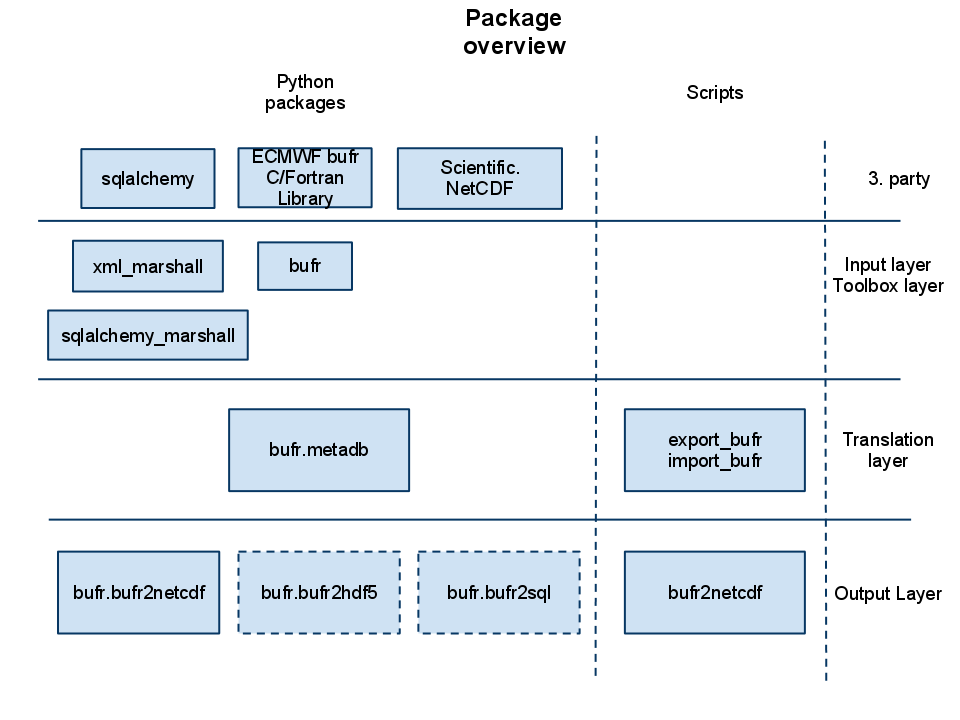 Package
overview
Python
packages
Scripts
sqlalchemy
ECMWF bufr
C/Fortran
Library
Scientific.
NetCDF
3. party
xml_marshall
bufr
Input layer
Toolbox layer
sqlalchemy_marshall
bufr.metadb
export_bufr
import_bufr
Translation
layer
bufr.bufr2netcdf
bufr.bufr2hdf5
bufr.bufr2sql
bufr2netcdf
Output Layer